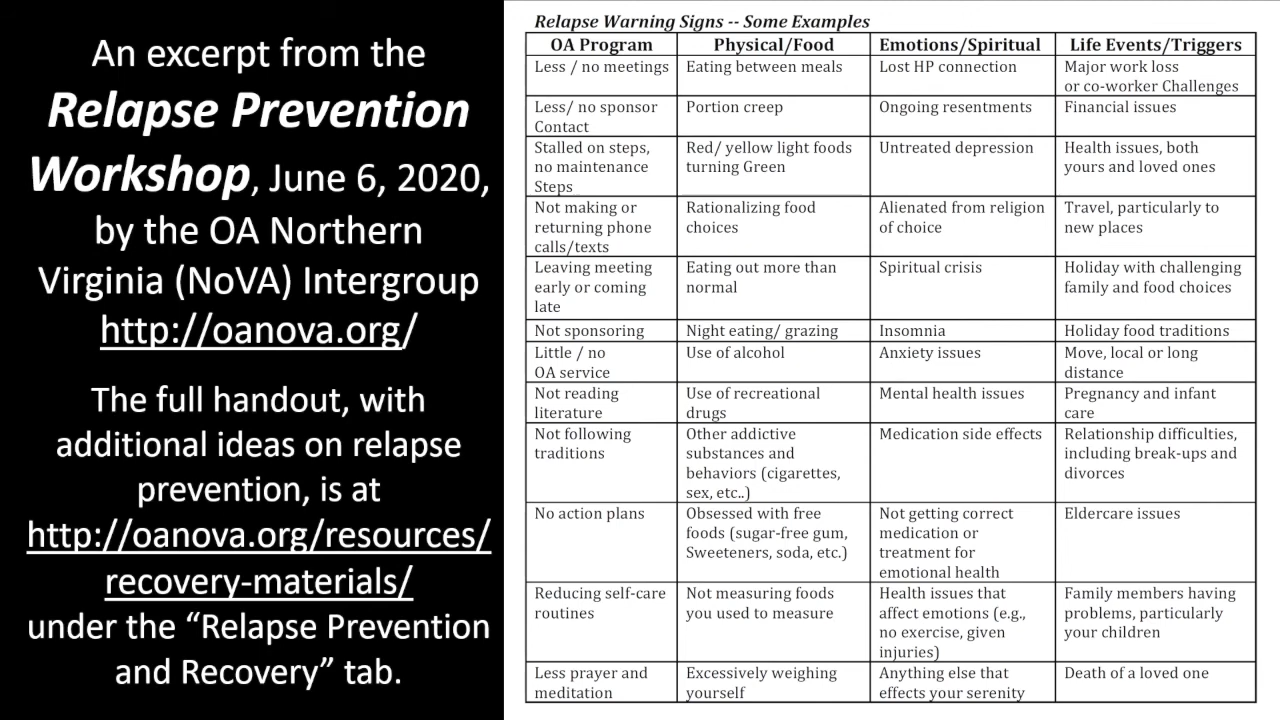 An excerpt from the
Relapse Prevention
Workshop, June 6, 2020,
by the OA Northern
Virginia (NoVA) Intergroup
http://oanova.org/
The full handout, with
additional ideas on relapse
prevention, is at
http://oanova.org/resources/
recovery-materials/
under the “Relapse Prevention
and Recovery” tab.
Relapse Warning Signs -- Some Examples
OA Program Physical/Food Emotions/Spiritual Life Events/Triggers
Less / no meetings Eating between meals Lost HP connection Major work loss
or co-worker Challenges
Less/ no sponsor Portion creep Ongoing resentments Financial issues
Contact
Stalled on steps, Red/ yellow light foods Untreated depression Health issues, both
no maintenance turning Green yours and loved ones
Steps
Not making or Rationalizing food Alienated from religion Travel, particularly to
returning phone choices of choice new places
calls/texts
Leaving meeting Eating out more than Spiritual crisis Holiday with challenging
early or coming normal family and food choices
late
Not sponsoring Night eating/ grazing Insomnia Holiday food traditions
Little / no Use of alcohol Anxiety issues Move, local or long
OA service distance
Not reading Use of recreational Mental health issues Pregnancy and infant
literature drugs care
Not following Other addictive Medication side effects Relationship difficulties,
traditions substances and including break-ups and
behaviors (cigarettes, divorces
sex, etc..)
No action plans Obsessed with free Not getting correct Eldercare issues
foods (sugar-free gum, medication or
Sweeteners, soda, etc.) treatment for
emotional health
Reducing self-care Not measuring foods Health issues that Family members having
routines you used to measure affect emotions (e.g., problems, particularly
no exercise, given your children
injuries)
Less prayer and Excessively weighing Anything else that Death of a loved one
meditation yourself effects your serenity